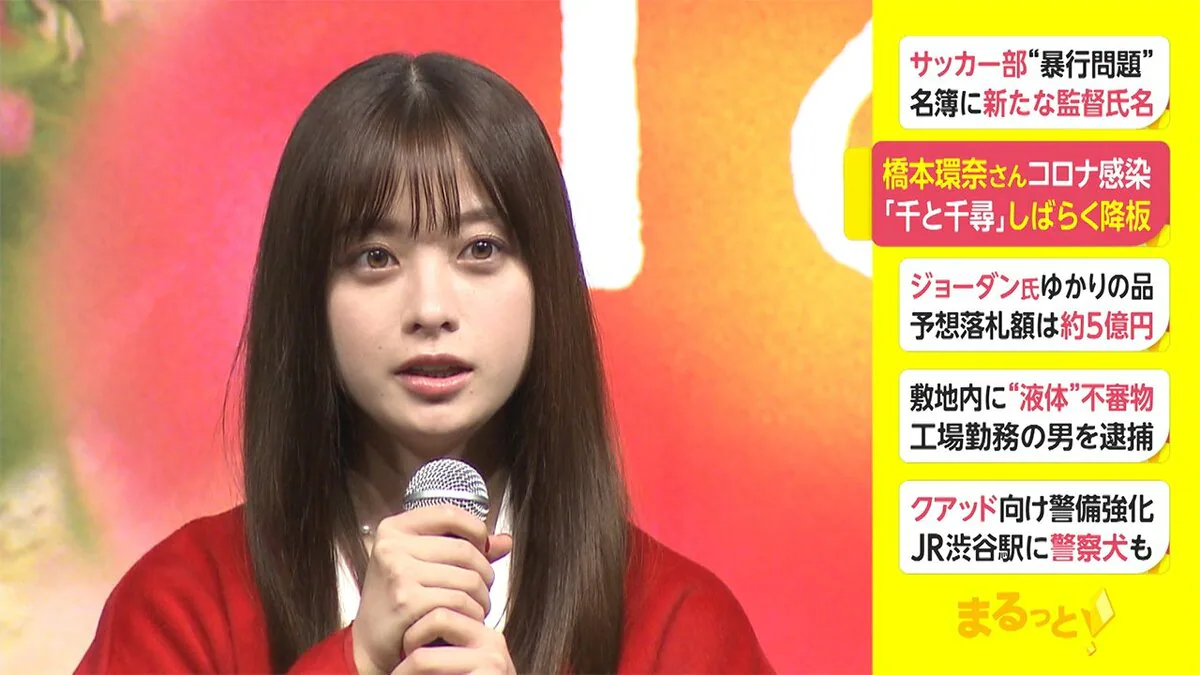 サッカー部“暴行問題”
名簿に新たな監督氏名
橋本環奈さんコロナ感染
「千と千尋」しばらく降板
ジョーダン氏ゆかりの品
予想落札額は約5億円
敷地内に“液体”不審物
工場勤務の男を逮捕
クアッド向け警備強化
JR渋谷駅に警察犬も
まるっと!